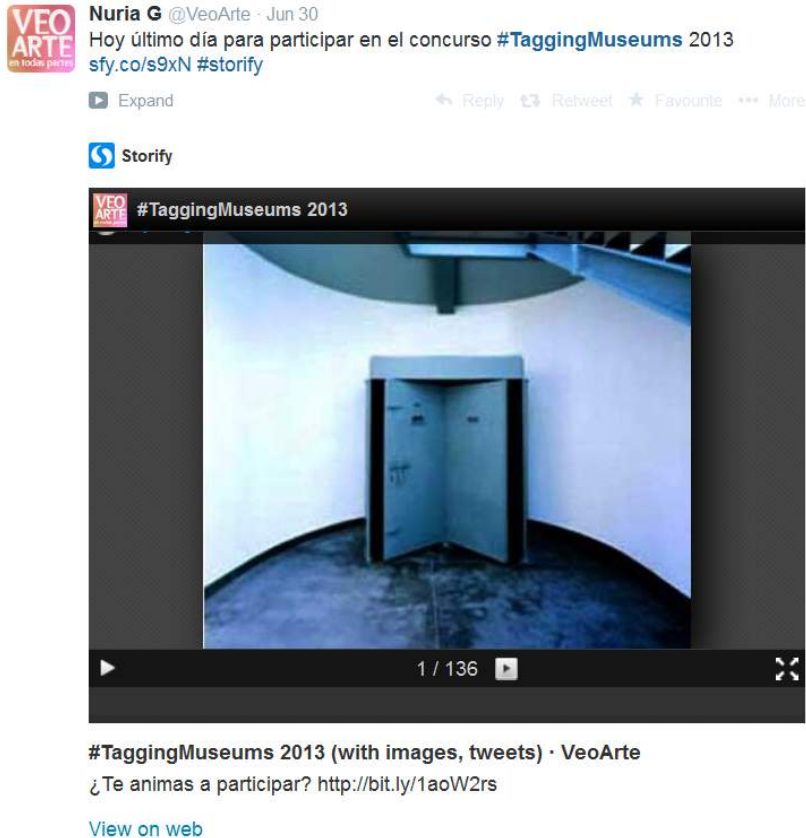 VEO
ARTE
en todas partes
Nuria G @VeoArte · Jun 30
Hoy último día para participar en el concurso #TaggingMuseums 2013
sfy.co/s9xN #storify
Expand
Reply Retweet Favourite More
Storify
VEO
ARTE
#TaggingMuseums 2013
1 / 136
#TaggingMuseums 2013 (with images, tweets) · VeoArte
¿Te animas a participar? http://bit.ly/1aoW2rs
View on web